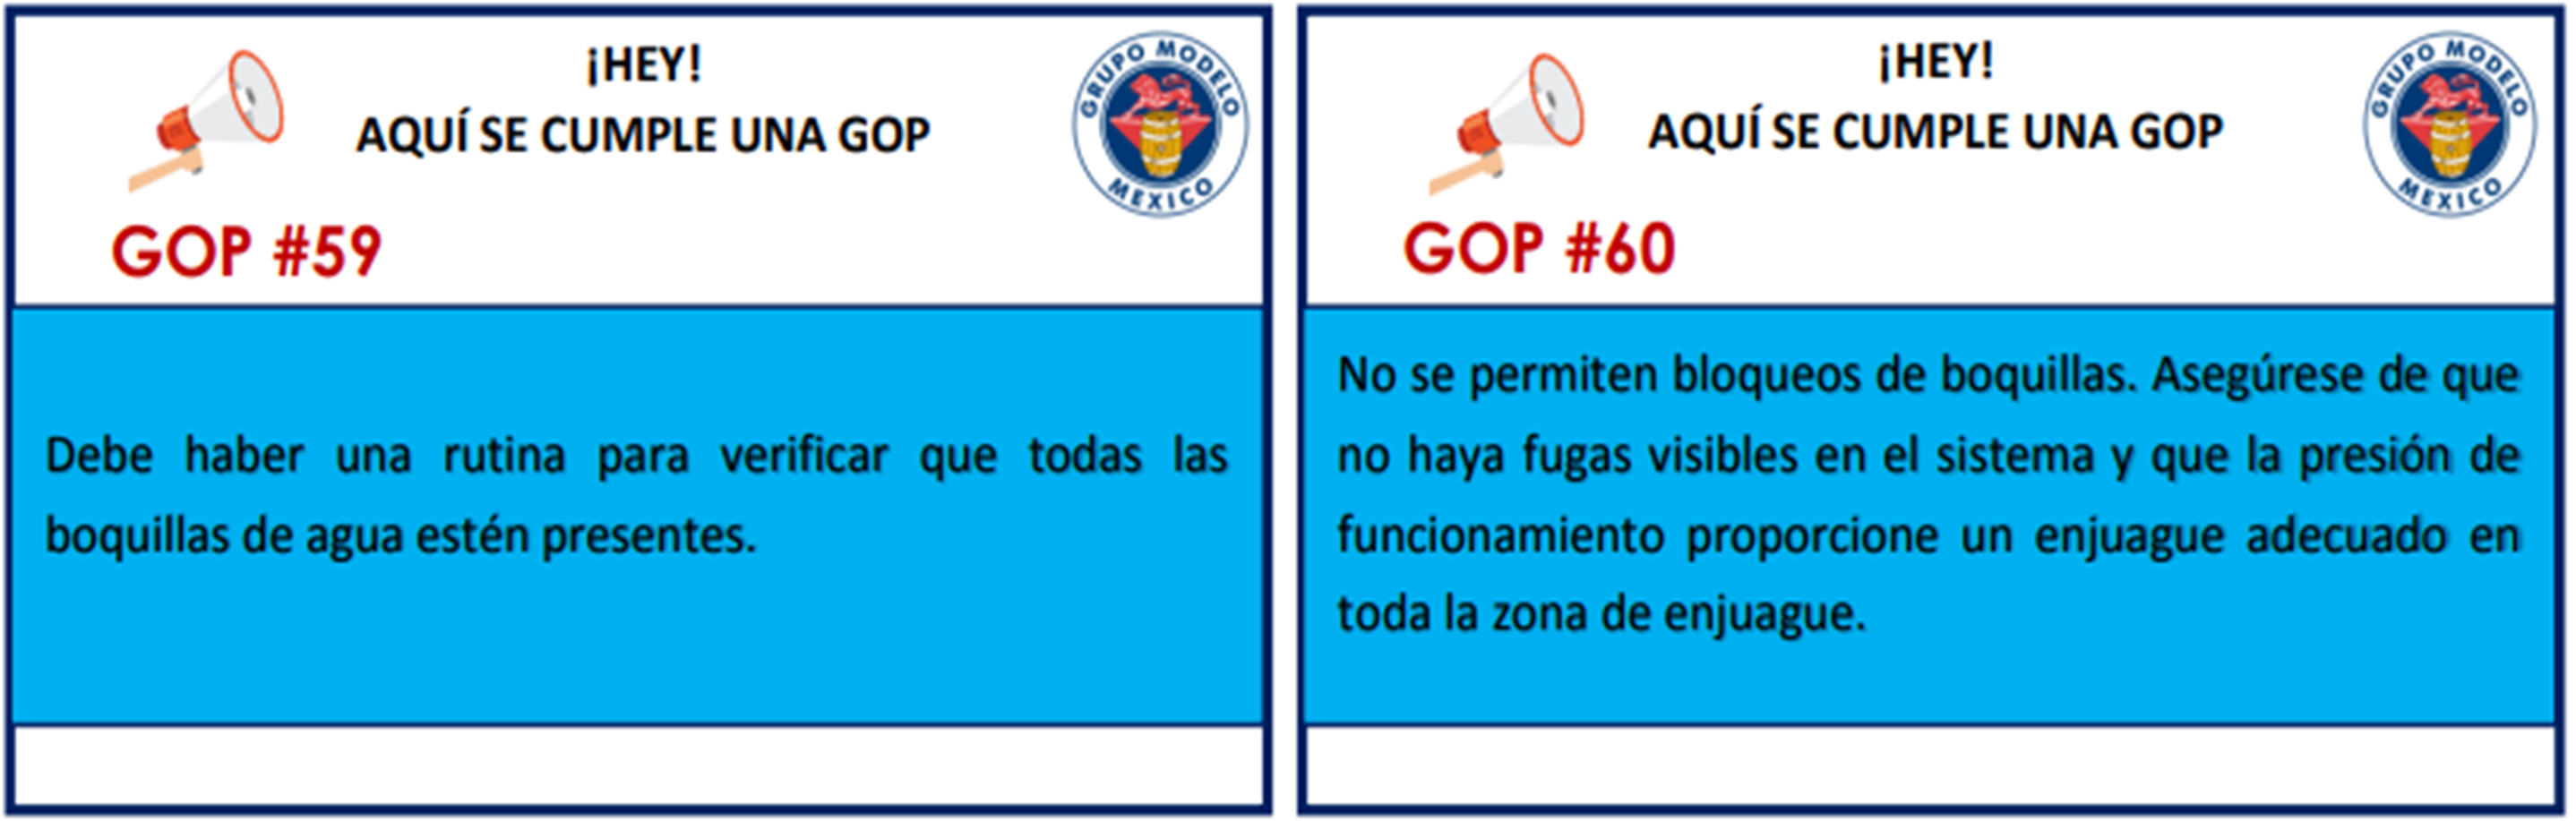 ¡HEY!
AQUÍ SE CUMPLE UNA GOP
GRUPO MODELO
MEXICO
GOP #59
Debe haber una rutina para verificar que todas las
boquillas de agua estén presentes.
¡HEY!
AQUÍ SE CUMPLE UNA GOP
GRUPO MODELO
MEXICO
GOP #60
No se permiten bloqueos de boquillas. Asegúrese de que
no haya fugas visibles en el sistema y que la presión de
funcionamiento proporcione un enjuague adecuado en
toda la zona de enjuague.